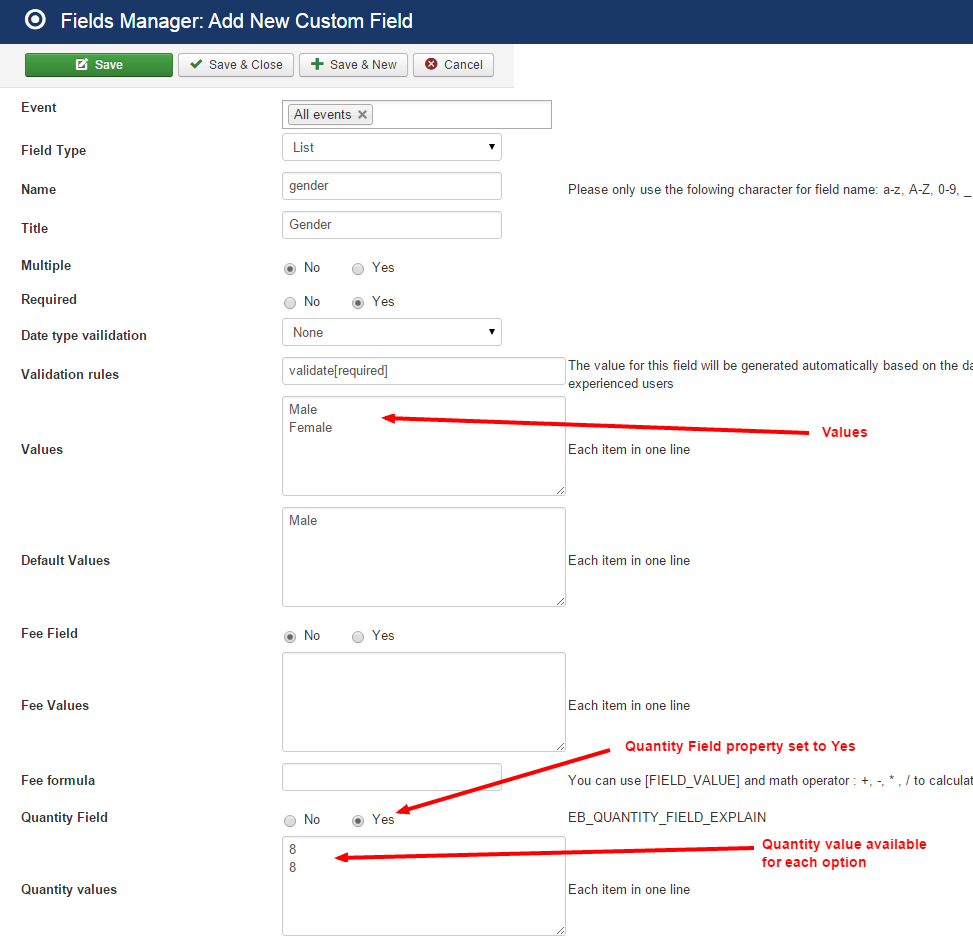 Fields Manager: Add New Custom Field
Save
Save & Close
Save & New
Cancel
Event
All events
Field Type
List
Name
gender
Please only use the folowing character for field name: a-z, A-Z, 0-9, _
Title
Gender
Multiple
No
Yes
Required
No
Yes
Date type vailidation
None
Validation rules
validate[required]
The value for this field will be generated automatically based on the
experienced users
Values
Male
Female
Each item in one line
Values
Default Values
Male
Each item in one line
Fee Field
No
Yes
Fee Values
Each item in one line
Quantity Field property set to Yes
Fee formula
You can use [FIELD_VALUE] and math operator : +, -, * , / to
Quantity Field
No
Yes
EB_QUANTITY_FIELD_EXPLAIN
Quantity values
8
8
Each item in one line
Quantity value available
for each option